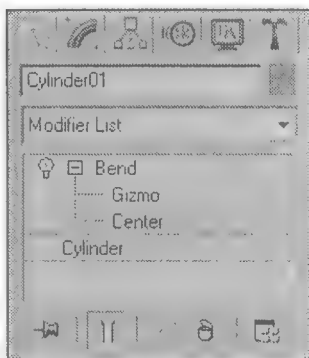 Cylinder01
Modifier List
Bend
Gizmo
Center
Cylinder